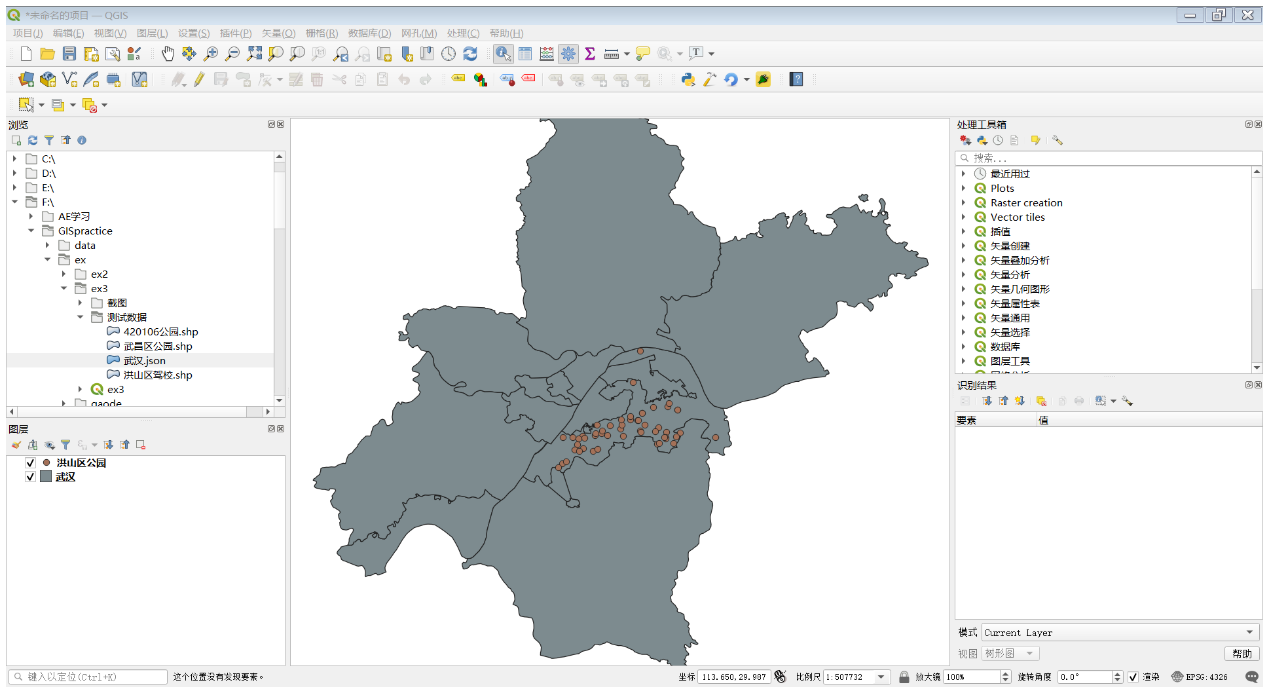 *未命名的项目 — QGIS
项目(J) 编辑(E) 视图(V) 图层(L) 设置(S) 插件(P) 矢量(O) 栅格(R) 数据库(D) 网孔(M) 处理(C) 帮助(H)
浏览
C:\
D:\
E:\
F:\
AE学习
GISpractice
data
ex
ex2
ex3
截图
测试数据
420106公园.shp
武昌区公园.shp
武汉.json
洪山区驾校.shp
ex3
gaode
图层
洪山区公园
武汉
处理工具箱
搜索...
最近用过
Plots
Raster creation
Vector tiles
插值
矢量创建
矢量叠加分析
矢量分析
矢量几何图形
矢量属性表
矢量通用
矢量选择
数据库
图层工具
识别结果
要素 值
模式 Current Layer
视图 树形图 帮助
键入以定位(Ctrl+K) 这个位置没有发现要素。 坐标 113.650,29.987 比例尺 1:507732 放大镜 100% 旋转角度 0.0° 渲染 EPSG:4326